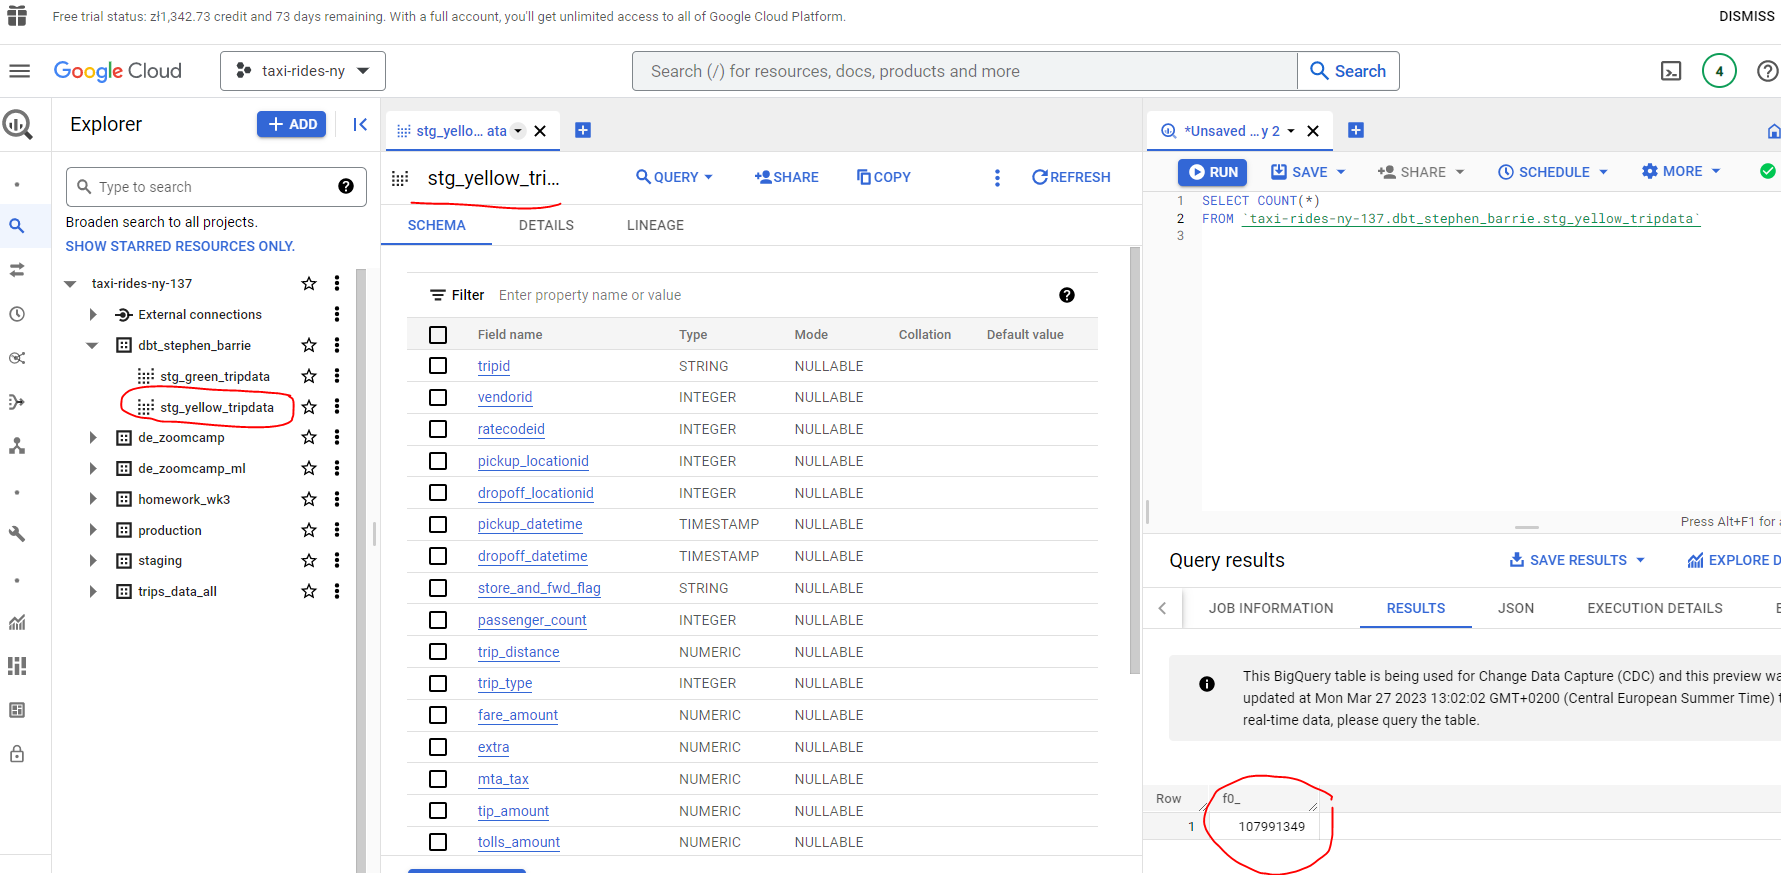 Free trial status: zł1,342.73 credit and 73 days remaining. With a full account, you'll get unlimited access to all of Google Cloud Platform.
DISMISS
Google Cloud
taxi-rides-ny
Search (/) for resources, docs, products and more
Search
4
Explorer
+ ADD
Type to search
Broaden search to all projects.
SHOW STARRED RESOURCES ONLY.
taxi-rides-ny-137
External connections
dbt_stephen_barrie
stg_green_tripdata
stg_yellow_tripdata
de_zoomcamp
de_zoomcamp_ml
homework_wk3
production
staging
trips_data_all
stg_yello... ata
stg_yellow_tri...
QUERY
SHARE
COPY
REFRESH
SCHEMA
DETAILS
LINEAGE
Filter Enter property name or value
Field name Type Mode Collation Default value
tripid STRING NULLABLE
vendorid INTEGER NULLABLE
ratecodeid INTEGER NULLABLE
pickup_locationid INTEGER NULLABLE
dropoff_locationid INTEGER NULLABLE
pickup_datetime TIMESTAMP NULLABLE
dropoff_datetime TIMESTAMP NULLABLE
store_and_fwd_flag STRING NULLABLE
passenger_count INTEGER NULLABLE
trip_distance NUMERIC NULLABLE
trip_type INTEGER NULLABLE
fare_amount NUMERIC NULLABLE
extra NUMERIC NULLABLE
mta_tax NUMERIC NULLABLE
tip_amount NUMERIC NULLABLE
tolls_amount NUMERIC NULLABLE
*Unsaved ...y 2
RUN
SAVE
SHARE
SCHEDULE
MORE
1 SELECT COUNT(*)
2 FROM `taxi-rides-ny-137.dbt_stephen_barrie.stg_yellow_tripdata`
3
Press Alt+F1 for a
Query results
SAVE RESULTS
EXPLORE D
JOB INFORMATION
RESULTS
JSON
EXECUTION DETAILS
E
This BigQuery table is being used for Change Data Capture (CDC) and this preview wa
updated at Mon Mar 27 2023 13:02:02 GMT+0200 (Central European Summer Time) t
real-time data, please query the table.
Row f0_
1 107991349